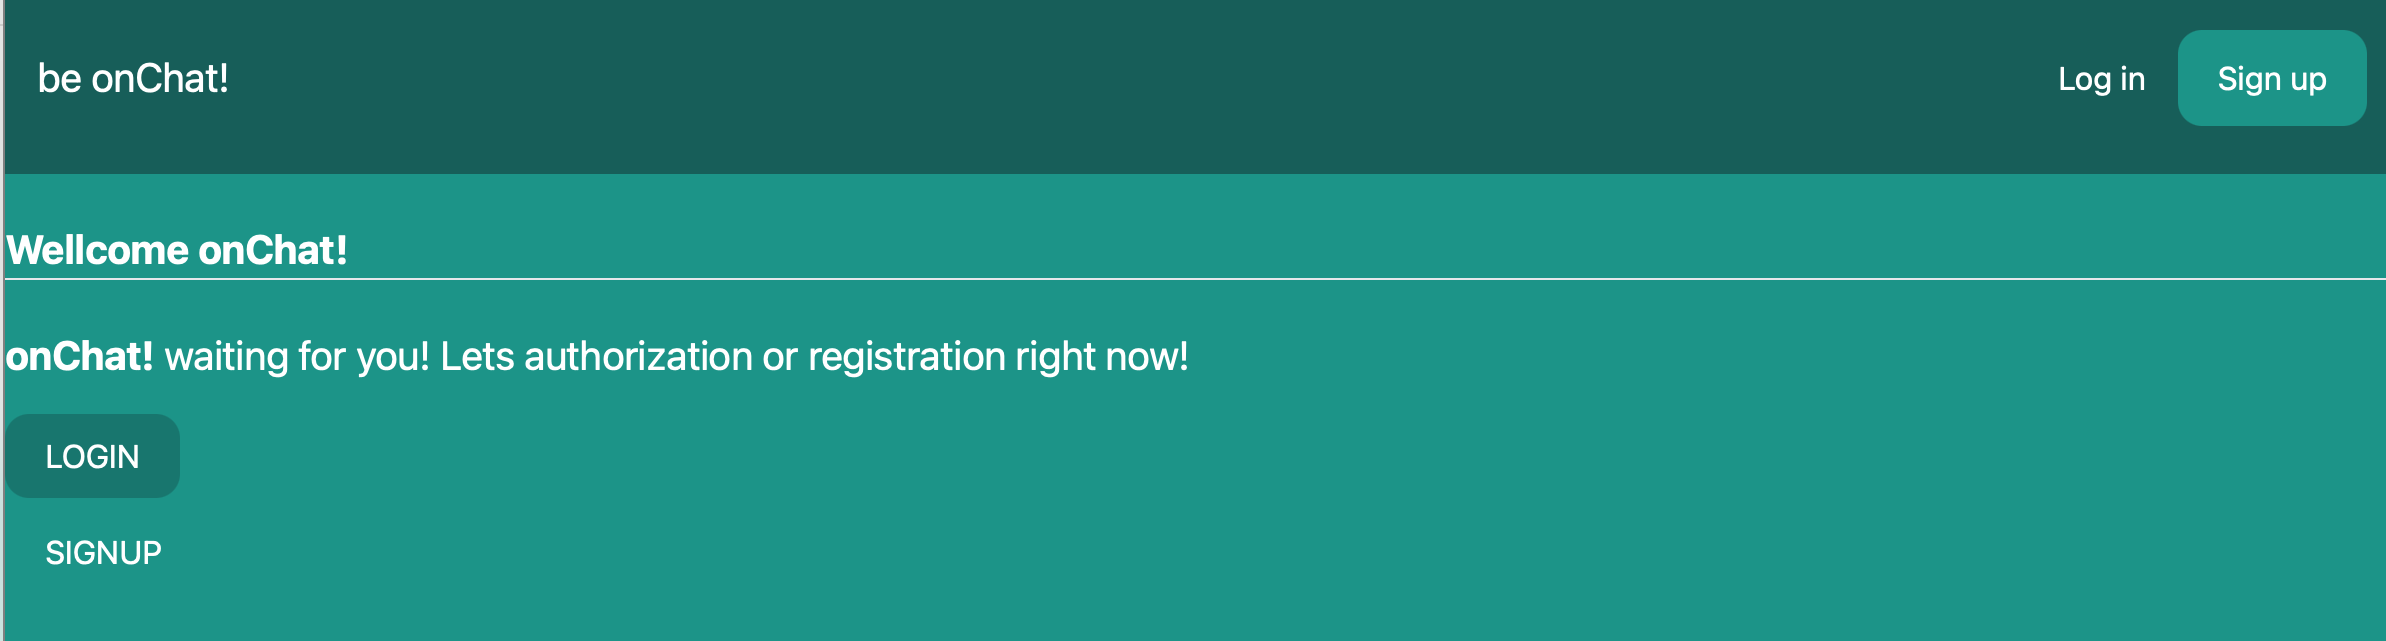 be onChat!
Log in
Sign up
Wellcome onChat!
onChat! waiting for you! Lets authorization or registration right now!
LOGIN
SIGNUP